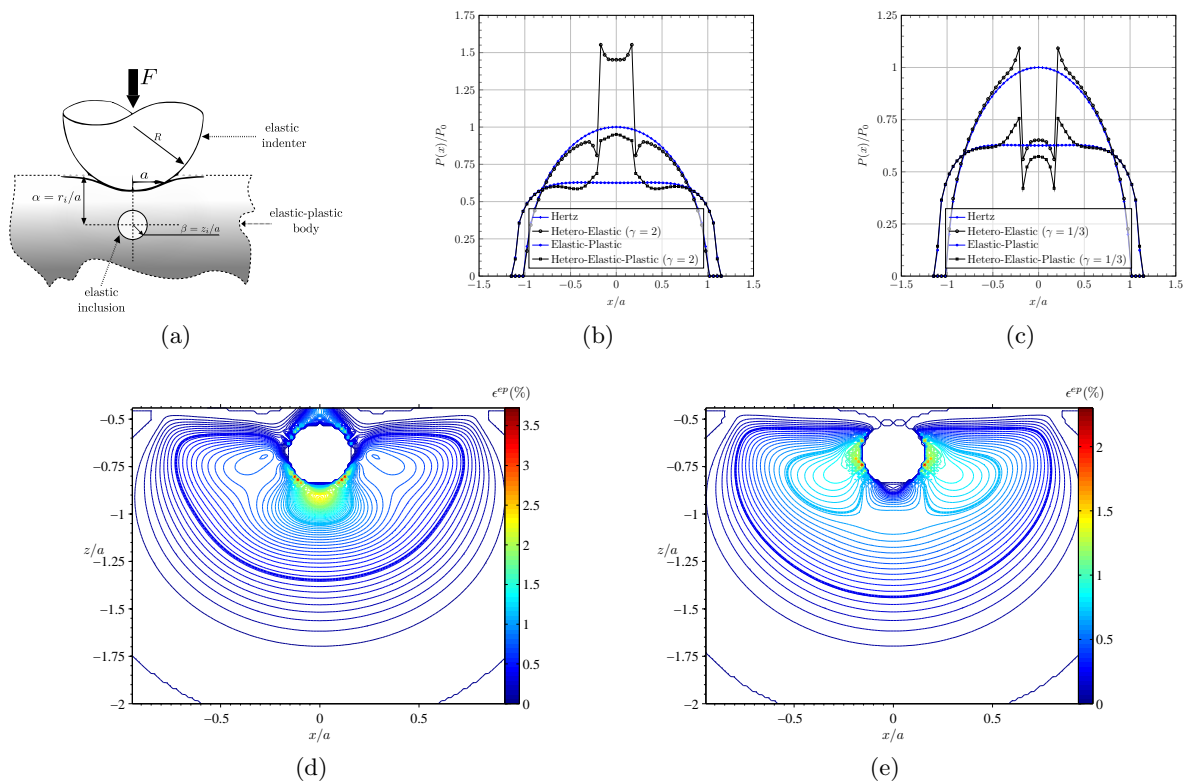 F
R
elastic
indenter
a
α = r_i/a
β = z_i/a
elastic-plastic
body
elastic
inclusion
(a)
P(x)/P_0
1.75
1.5
1.25
1
0.75
0.5
0.25
0
Hertz
Hetero-Elastic (γ = 2)
Elastic-Plastic
Hetero-Elastic-Plastic (γ = 2)
−1.5 −1 −0.5 0 0.5 1 1.5
x/a
(b)
P(x)/P_0
1.25
1
0.75
0.5
0.25
0
Hertz
Hetero-Elastic (γ = 1/3)
Elastic-Plastic
Hetero-Elastic-Plastic (γ = 1/3)
−1.5 −1 −0.5 0 0.5 1 1.5
x/a
(c)
ϵ^ep(%)
−0.5
−0.75
−1
z/a
−1.25
−1.5
−1.75
−2
−0.5 0 0.5
x/a
3.5
3
2.5
2
1.5
1
0.5
0
(d)
ϵ^ep(%)
−0.5
−0.75
−1
z/a
−1.25
−1.5
−1.75
−2
−0.5 0 0.5
x/a
2
1.5
1
0.5
0
(e)